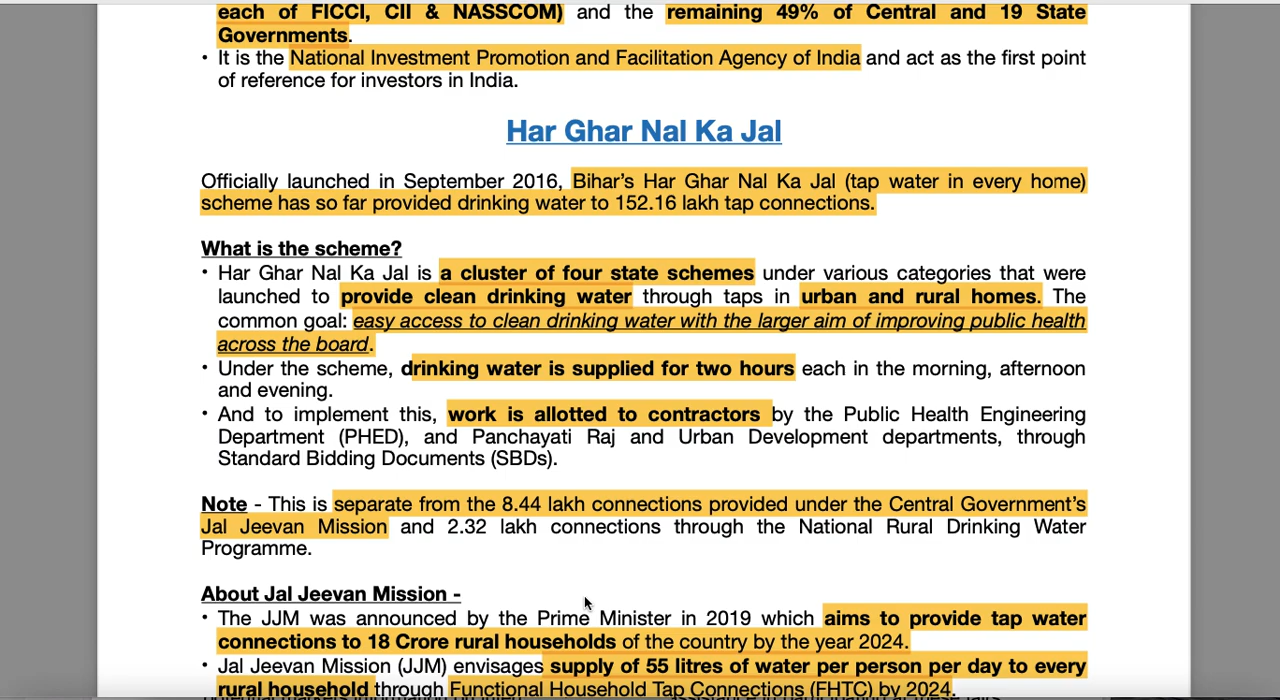 each of FICCI, CII & NASSCOM) and the remaining 49% of Central and 19 State
Governments.
• It is the National Investment Promotion and Facilitation Agency of India and act as the first point
of reference for investors in India.
Har Ghar Nal Ka Jal
Officially launched in September 2016, Bihar's Har Ghar Nal Ka Jal (tap water in every home)
scheme has so far provided drinking water to 152.16 lakh tap connections.
What is the scheme?
• Har Ghar Nal Ka Jal is a cluster of four state schemes under various categories that were
launched to provide clean drinking water through taps in urban and rural homes. The
common goal: easy access to clean drinking water with the larger aim of improving public health
across the board.
• Under the scheme, drinking water is supplied for two hours each in the morning, afternoon
and evening.
• And to implement this, work is allotted to contractors by the Public Health Engineering
Department (PHED), and Panchayati Raj and Urban Development departments, through
Standard Bidding Documents (SBDs).
Note - This is separate from the 8.44 lakh connections provided under the Central Government's
Jal Jeevan Mission and 2.32 lakh connections through the National Rural Drinking Water
Programme.
About Jal Jeevan Mission -
• The JJM was announced by the Prime Minister in 2019 which aims to provide tap water
connections to 18 Crore rural households of the country by the year 2024.
• Jal Jeevan Mission (JJM) envisages supply of 55 litres of water per person per day to every
rural household through Functional Household Tap Connections (FHTC) by 2024.